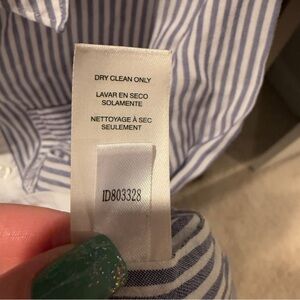 DRY CLEAN ONLY
LAVAR EN SECO
SOLAMENTE
NETTOYAGE À SEC
SEULEMENT
ID803328